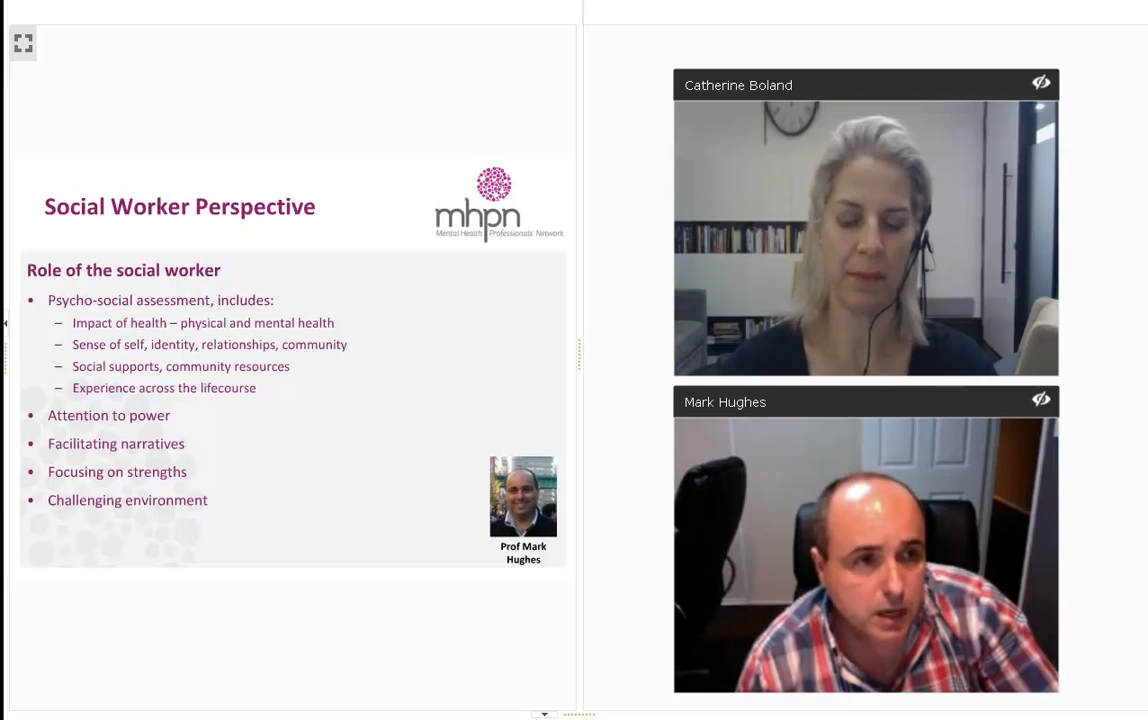 Social Worker Perspective
mhpn
Mental Health Professionals' Network
Role of the social worker
• Psycho-social assessment, includes:
– Impact of health – physical and mental health
– Sense of self, identity, relationships, community
– Social supports, community resources
– Experience across the lifecourse
• Attention to power
• Facilitating narratives
• Focusing on strengths
• Challenging environment
Prof Mark
Hughes
Catherine Boland
Mark Hughes